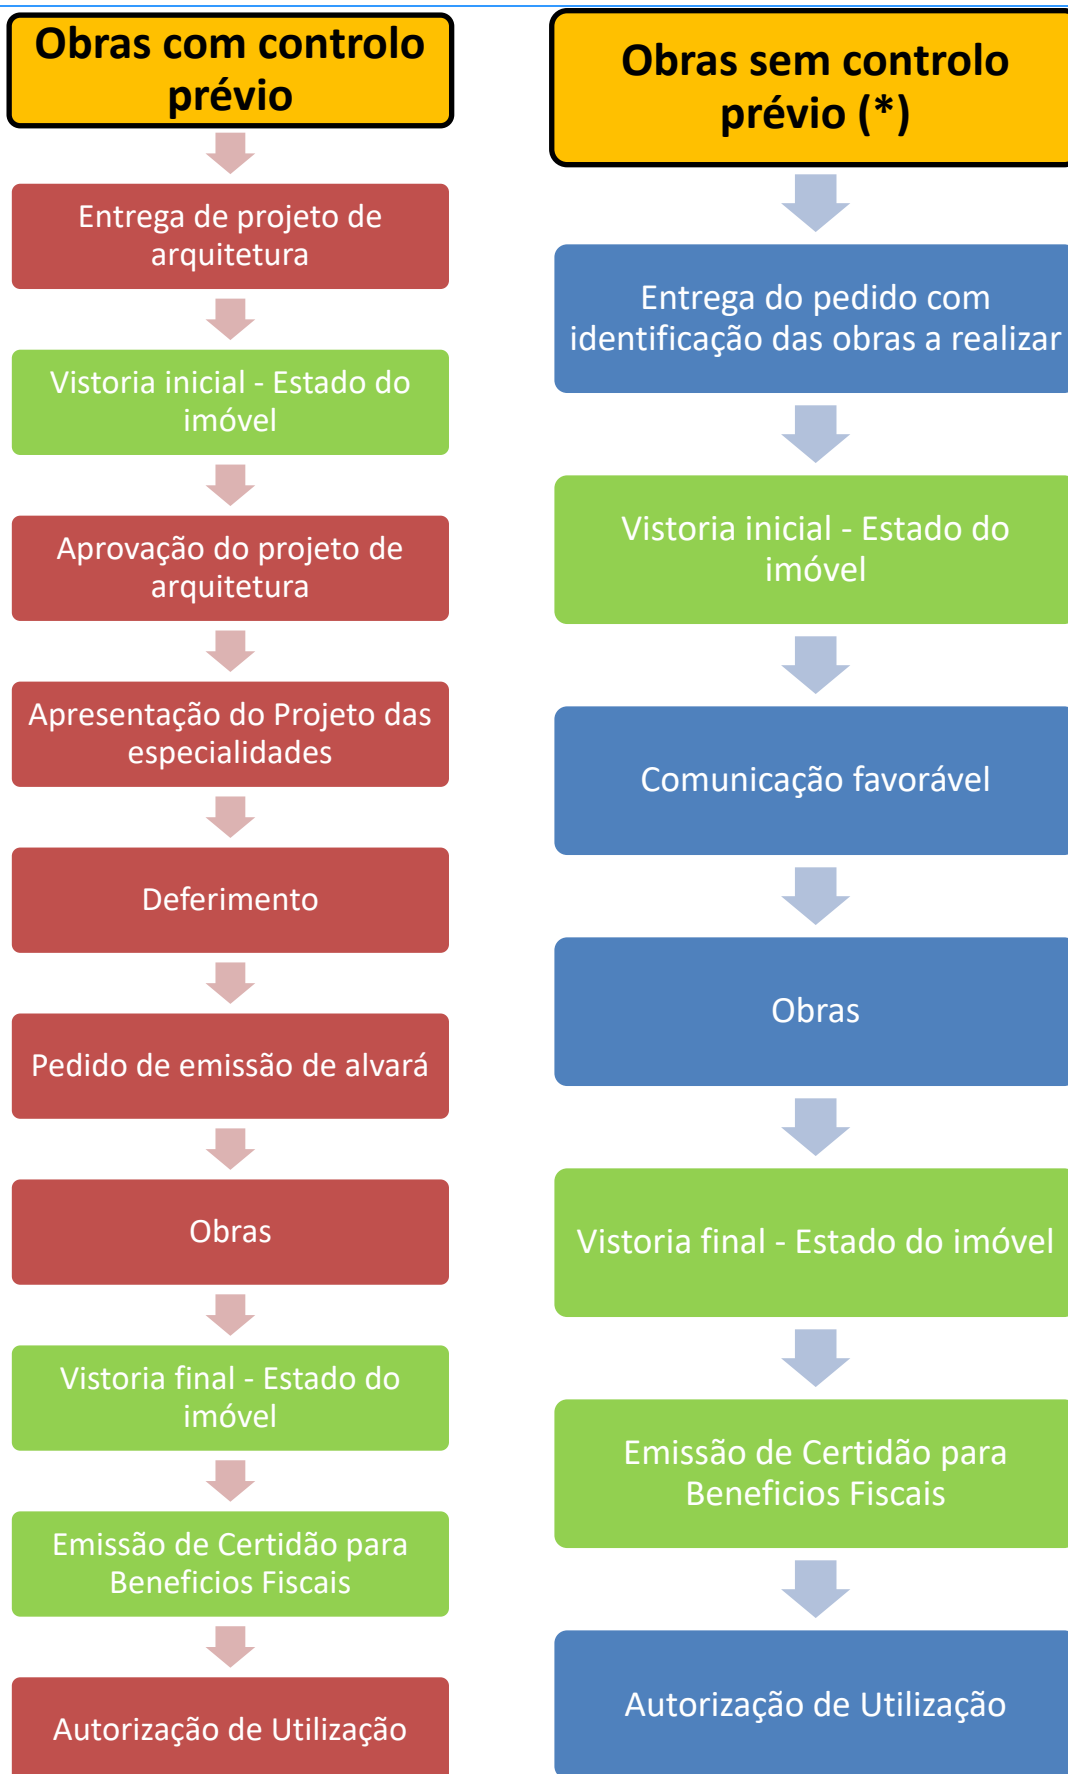 Obras com controlo
prévio
Entrega de projeto de
arquitetura
Vistoria inicial - Estado do
imóvel
Aprovação do projeto de
arquitetura
Apresentação do Projeto das
especialidades
Deferimento
Pedido de emissão de alvará
Obras
Vistoria final - Estado do
imóvel
Emissão de Certidão para
Beneficios Fiscais
Autorização de Utilização
Obras sem controlo
prévio (*)
Entrega do pedido com
identificação das obras a realizar
Vistoria inicial - Estado do
imóvel
Comunicação favorável
Obras
Vistoria final - Estado do imóvel
Emissão de Certidão para
Beneficios Fiscais
Autorização de Utilização